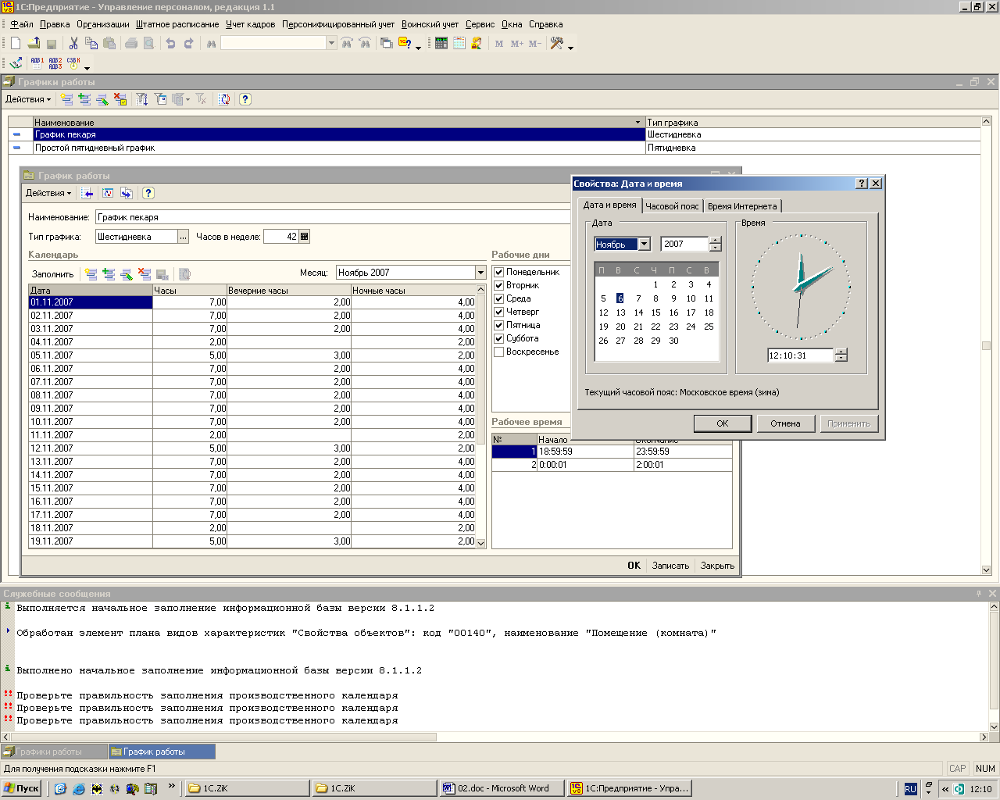 1С:Предприятие - Управление персоналом, редакция 1.1
Файл Правка Организации Штатное расписание Учет кадров Персонифицированный учет Воинский учет Сервис Окна Справка
M M+ M-
АДВ1 АДВ2 АДВ3 СЗВК
Графики работы
Действия
Наименование Тип графика
График пекаря Шестидневка
Простой пятидневный график Пятидневка
График работы
Действия
Наименование: График пекаря
Тип графика: Шестидневка ... Часов в неделе: 42
Календарь
Заполнить Месяц: Ноябрь 2007
Дата Часы Вечерние часы Ночные часы
01.11.2007 7,00 2,00 4,00
02.11.2007 7,00 2,00 4,00
03.11.2007 7,00 2,00 4,00
04.11.2007 2,00 2,00
05.11.2007 5,00 3,00 2,00
06.11.2007 7,00 2,00 4,00
07.11.2007 7,00 2,00 4,00
08.11.2007 7,00 2,00 4,00
09.11.2007 7,00 2,00 4,00
10.11.2007 7,00 2,00 4,00
11.11.2007 2,00 2,00
12.11.2007 5,00 3,00 2,00
13.11.2007 7,00 2,00 4,00
14.11.2007 7,00 2,00 4,00
15.11.2007 7,00 2,00 4,00
16.11.2007 7,00 2,00 4,00
17.11.2007 7,00 2,00 4,00
18.11.2007 2,00 2,00
19.11.2007 5,00 3,00 2,00
Рабочие дни
Понедельник
Вторник
Среда
Четверг
Пятница
Суббота
Воскресенье
Рабочее время
№ Начало Окончание
1 18:59:59 23:59:59
2 0:00:01 2:00:01
OK Записать Закрыть
Свойства: Дата и время
Дата и время Часовой пояс Время Интернета
Дата
Ноябрь 2007
П В С Ч П С В
1 2 3 4
5 6 7 8 9 10 11
12 13 14 15 16 17 18
19 20 21 22 23 24 25
26 27 28 29 30
Время
12:10:31
Текущий часовой пояс: Московское время (зима)
ОК Отмена Применить
Служебные сообщения
Выполняется начальное заполнение информационной базы версии 8.1.1.2
Обработан элемент плана видов характеристик "Свойства объектов": код "00140", наименование "Помещение (комната)"
Выполнено начальное заполнение информационной базы версии 8.1.1.2
Проверьте правильность заполнения производственного календаря
Проверьте правильность заполнения производственного календаря
Проверьте правильность заполнения производственного календаря
Графики работы График работы
Для получения подсказки нажмите F1 CAP NUM
Пуск » 1C.ZiK 1C.ZiK 02.doc - Microsoft Word 1С:Предприятие - Упра... RU « 12:10